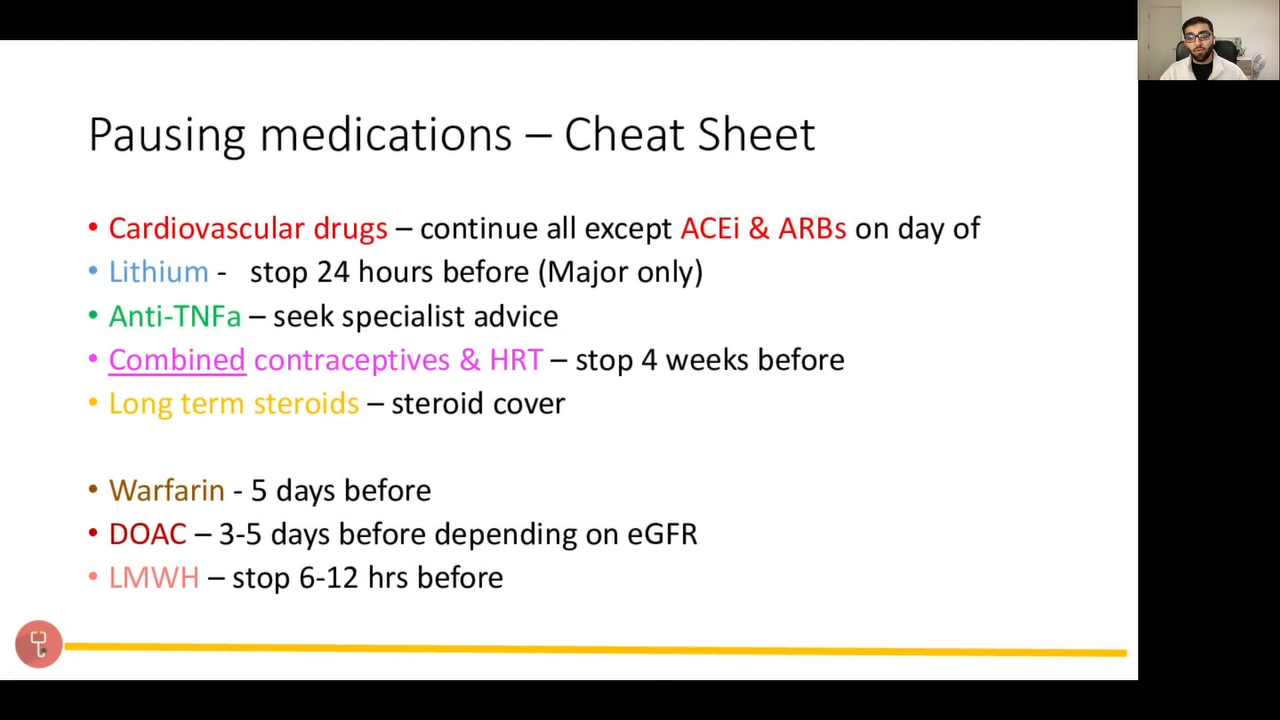 Pausing medications – Cheat Sheet
• Cardiovascular drugs – continue all except ACEi & ARBs on day of
• Lithium - stop 24 hours before (Major only)
• Anti-TNFa – seek specialist advice
• Combined contraceptives & HRT – stop 4 weeks before
• Long term steroids – steroid cover
• Warfarin - 5 days before
• DOAC – 3-5 days before depending on eGFR
• LMWH – stop 6-12 hrs before